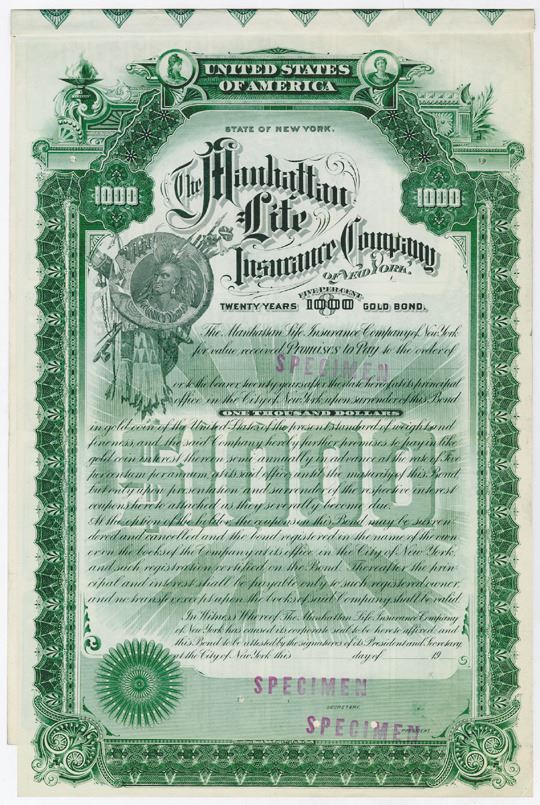 UNITED STATES
OF AMERICA
STATE OF NEW YORK.
1000
1000
19
The Manhattan
Life
Insurance Company
OF NEW YORK.
FIVE PER CENT
TWENTY YEARS 1000 GOLD BOND.
The Manhattan Life Insurance Company of New York
for value received Promises to Pay to the order of
SPECIMEN
or to the bearer, twenty years after the date hereof, at its principal
office in the City of New York, upon surrender of this Bond
ONE THOUSAND DOLLARS
in gold coin of the United States of the present standard of weight and
fineness, and the said Company hereby further promises to pay in like
gold coin interest thereon semi-annually in advance at the rate of Five
per centum per annum, at its said office until the maturity of this Bond
but only upon presentation and surrender of the respective interest
coupons hereto attached as they severally become due.
At the option of the holder the coupons on this Bond may be surren-
dered and cancelled and the bond registered in the name of the owner
upon the books of the Company at its office in the City of New York,
and such registration certified on the Bond. Thereafter the prin-
cipal and interest shall be payable only to such registered owner,
and no transfer except upon the books of said Company shall be valid.
$1000
In Witness Whereof The Manhattan Life Insurance Company
of New York has caused its corporate seal to be hereto affixed, and
this Bond to be attested by the signatures of its President and Secretary
at the City of New York this day of 19
SPECIMEN
SECRETARY.
SPECIMEN
PRESIDENT.